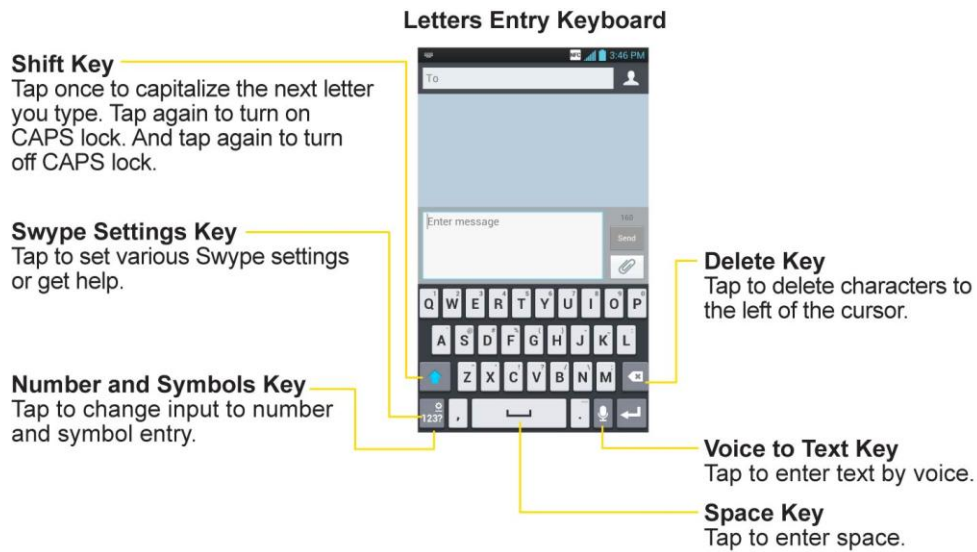 Letters Entry Keyboard
Shift Key
Tap once to capitalize the next letter
you type. Tap again to turn on
CAPS lock. And tap again to turn
off CAPS lock.
Swype Settings Key
Tap to set various Swype settings
or get help.
Number and Symbols Key
Tap to change input to number
and symbol entry.
3:46 PM
To
Enter message
160
Send
Q W E R T Y U I O P
A S D F G H J K L
Z X C V B N M
123? , .
Delete Key
Tap to delete characters to
the left of the cursor.
Voice to Text Key
Tap to enter text by voice.
Space Key
Tap to enter space.